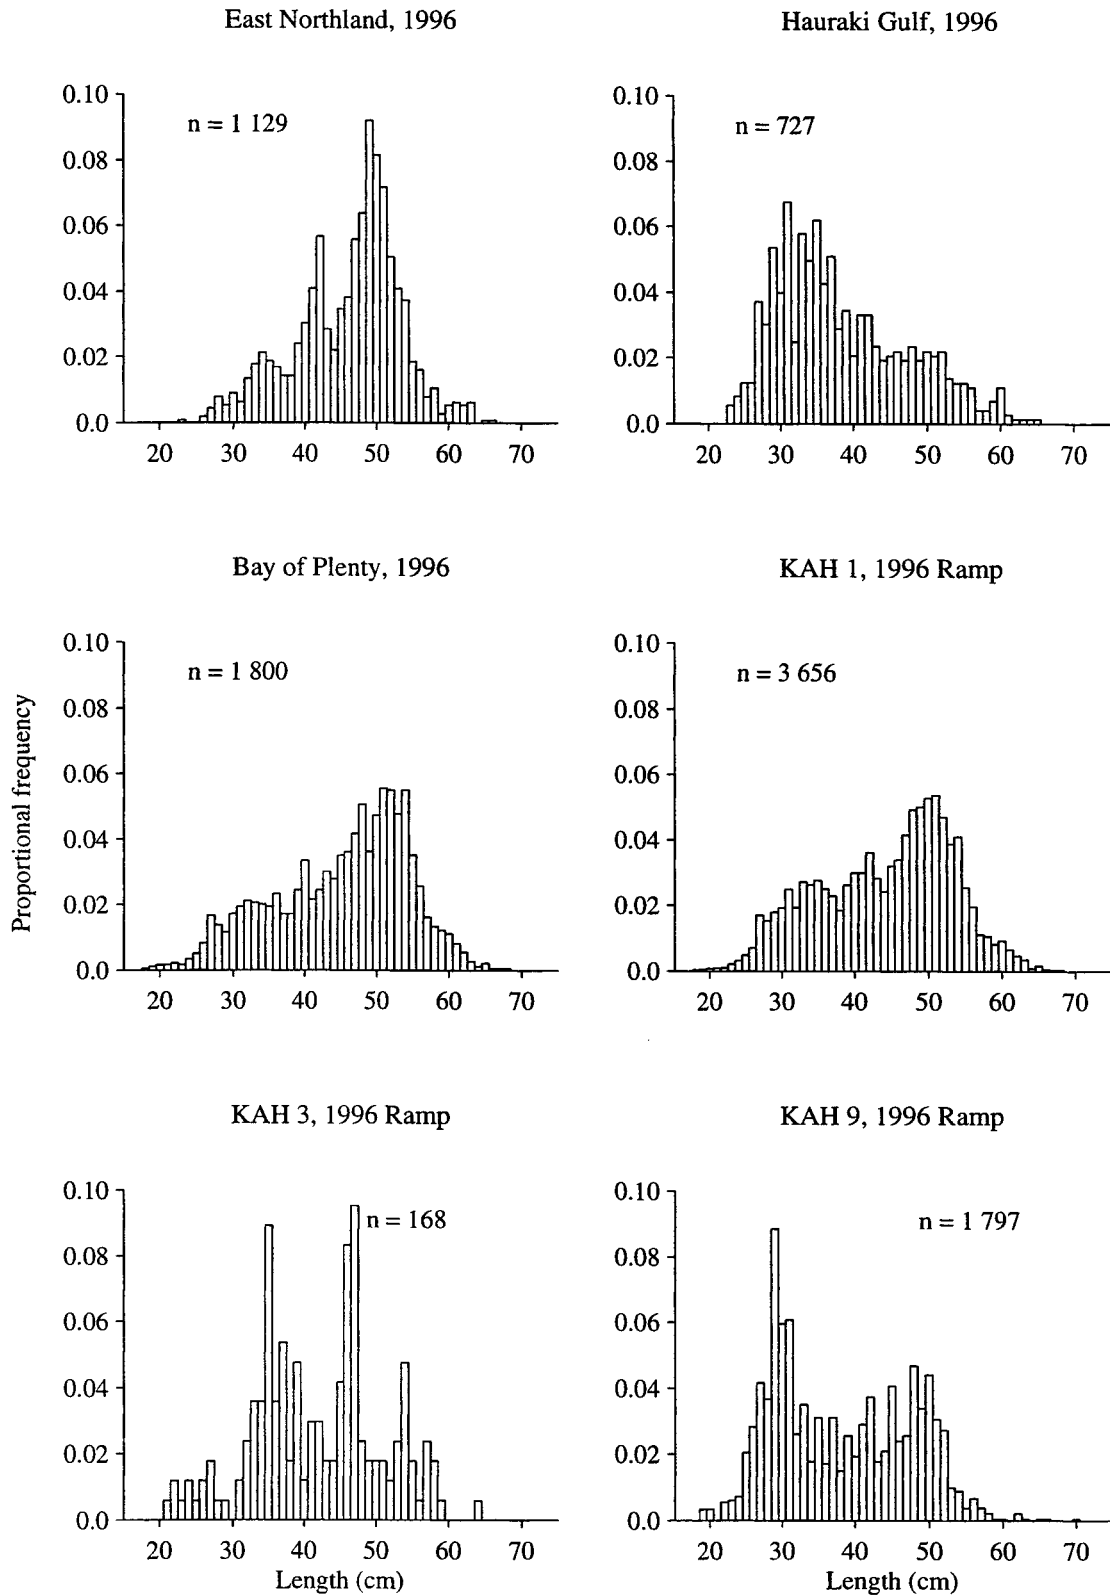 East Northland, 1996
Hauraki Gulf, 1996
0.10
0.08
0.06
0.04
0.02
0.0
n = 1 129
20 30 40 50 60 70
0.10
0.08
0.06
0.04
0.02
0.0
n = 727
20 30 40 50 60 70
Bay of Plenty, 1996
KAH 1, 1996 Ramp
Proportional frequency
0.10
0.08
0.06
0.04
0.02
0.0
n = 1 800
20 30 40 50 60 70
0.10
0.08
0.06
0.04
0.02
0.0
n = 3 656
20 30 40 50 60 70
KAH 3, 1996 Ramp
KAH 9, 1996 Ramp
0.10
0.08
0.06
0.04
0.02
0.0
n = 168
20 30 40 50 60 70
Length (cm)
0.10
0.08
0.06
0.04
0.02
0.0
n = 1 797
20 30 40 50 60 70
Length (cm)